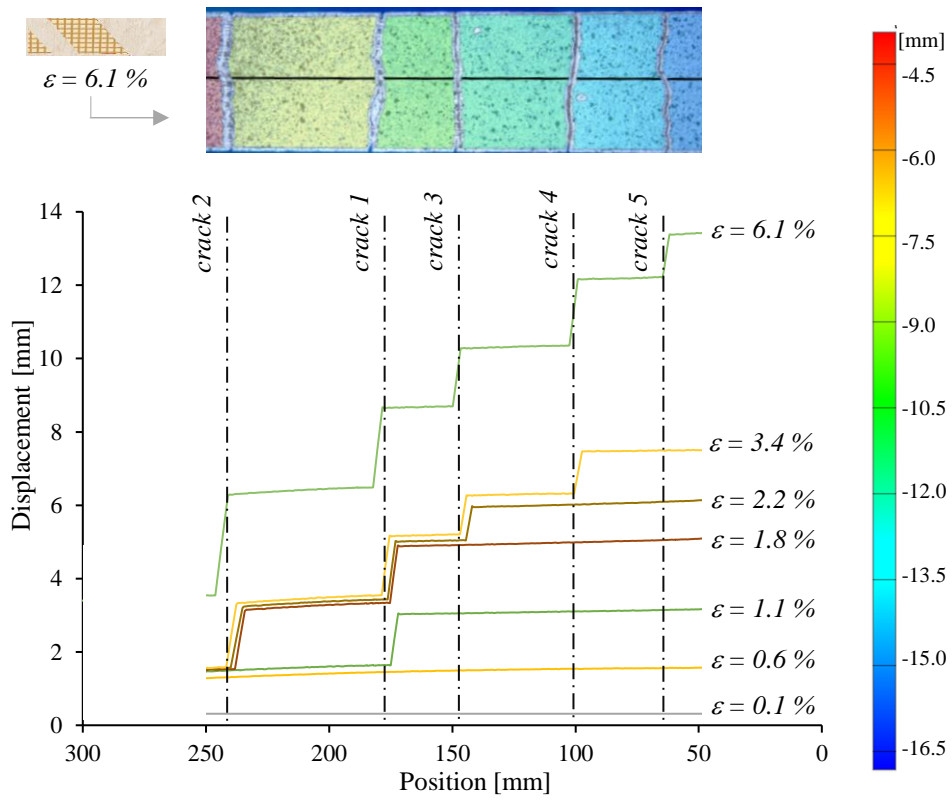 ε = 6.1 %
[mm]
-4.5
-6.0
-7.5
-9.0
-10.5
-12.0
-13.5
-15.0
-16.5
crack 2
crack 1
crack 3
crack 4
crack 5
Displacement [mm]
14
12
10
8
6
4
2
0
ε = 6.1 %
ε = 3.4 %
ε = 2.2 %
ε = 1.8 %
ε = 1.1 %
ε = 0.6 %
ε = 0.1 %
300 250 200 150 100 50 0
Position [mm]